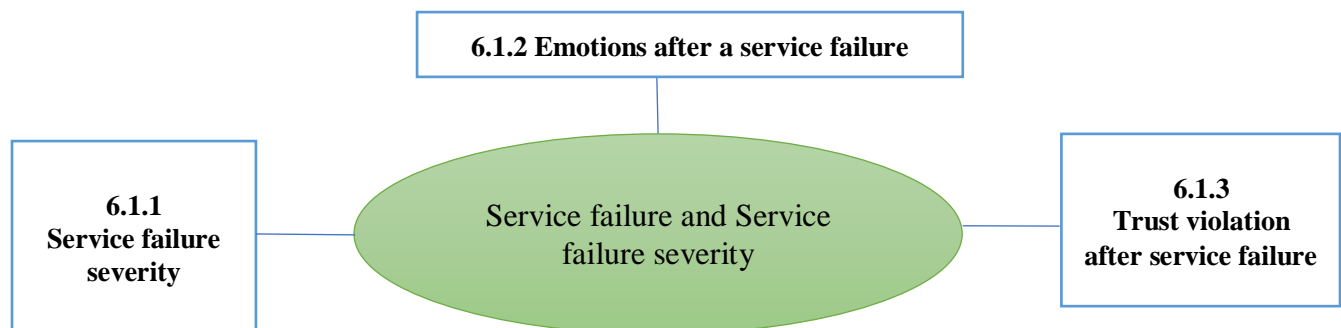 6.1.2 Emotions after a service failure
6.1.1
Service failure
severity
Service failure and Service
failure severity
6.1.3
Trust violation
after service failure